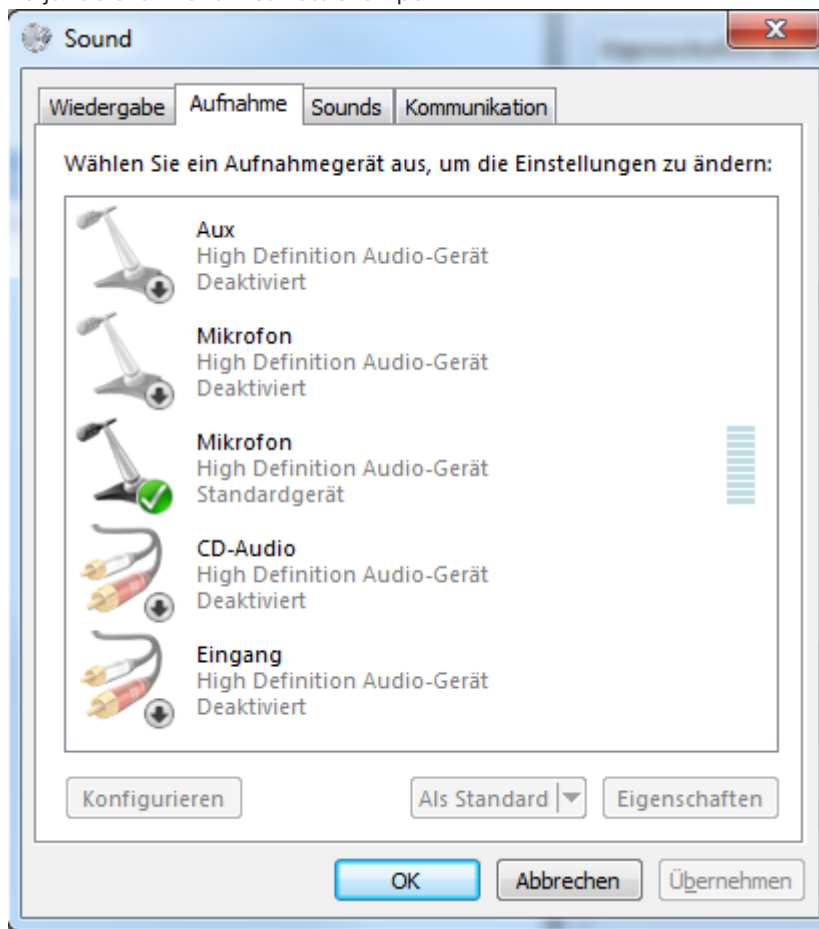 Sound
Wiedergabe Aufnahme Sounds Kommunikation
Wählen Sie ein Aufnahmegerät aus, um die Einstellungen zu ändern:
Aux
High Definition Audio-Gerät
Deaktiviert
Mikrofon
High Definition Audio-Gerät
Deaktiviert
Mikrofon
High Definition Audio-Gerät
Standardgerät
CD-Audio
High Definition Audio-Gerät
Deaktiviert
Eingang
High Definition Audio-Gerät
Deaktiviert
Konfigurieren Als Standard Eigenschaften
OK Abbrechen Übernehmen